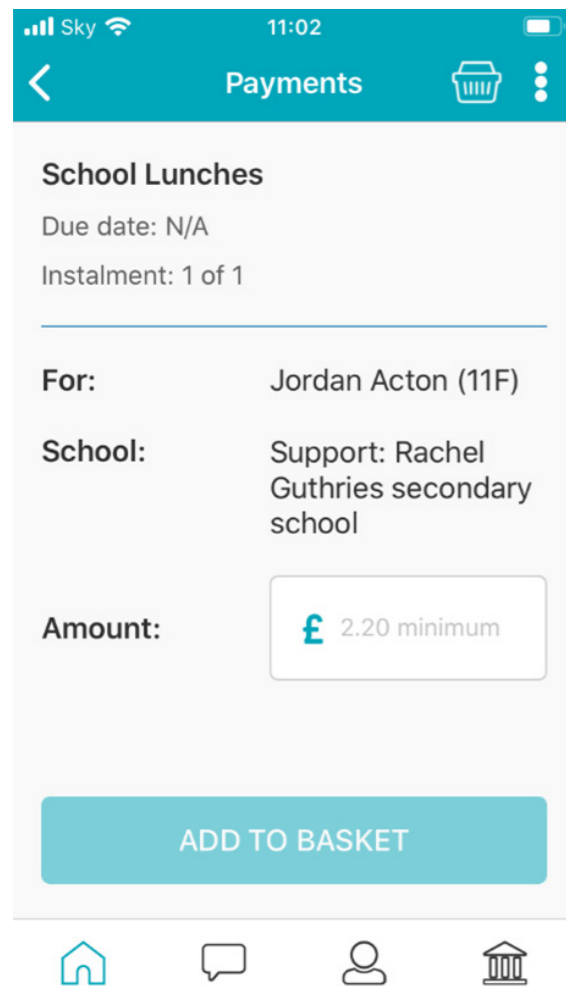 Sky 11:02
Payments
School Lunches
Due date: N/A
Instalment: 1 of 1
For: Jordan Acton (11F)
School: Support: Rachel
Guthries secondary
school
Amount: £ 2.20 minimum
ADD TO BASKET